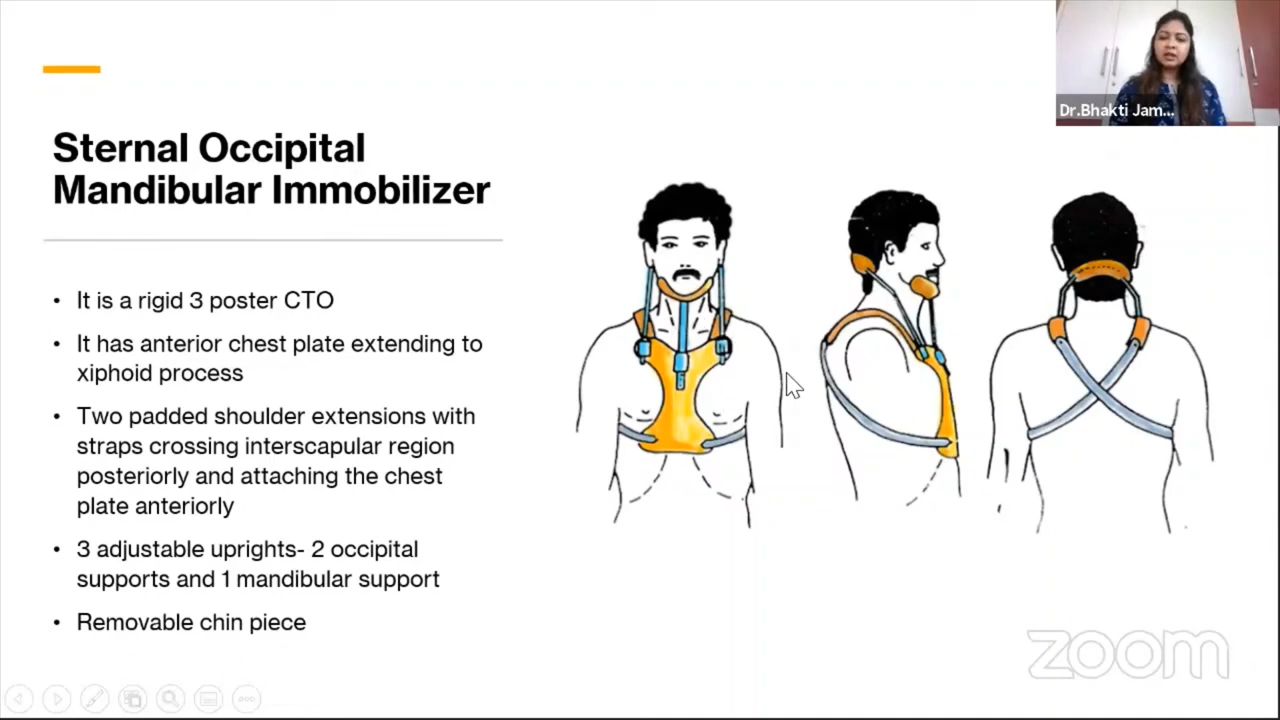 Dr.Bhakti Jam...
Sternal Occipital
Mandibular Immobilizer
• It is a rigid 3 poster CTO
• It has anterior chest plate extending to
xiphoid process
• Two padded shoulder extensions with
straps crossing interscapular region
posteriorly and attaching the chest
plate anteriorly
• 3 adjustable uprights- 2 occipital
supports and 1 mandibular support
• Removable chin piece
zoom